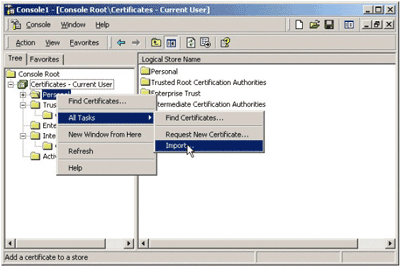 Console1 - [Console Root\Certificates - Current User]
Console Window Help
Action View Favorites
Tree Favorites
Logical Store Name
Console Root
Certificates - Current User
Personal
Trus
Ente
Inte
Activ
Personal
Trusted Root Certification Authorities
Enterprise Trust
Intermediate Certification Authorities
Find Certificates...
All Tasks
New Window from Here
Refresh
Help
Find Certificates...
Request New Certificate...
Import...
Add a certificate to a store